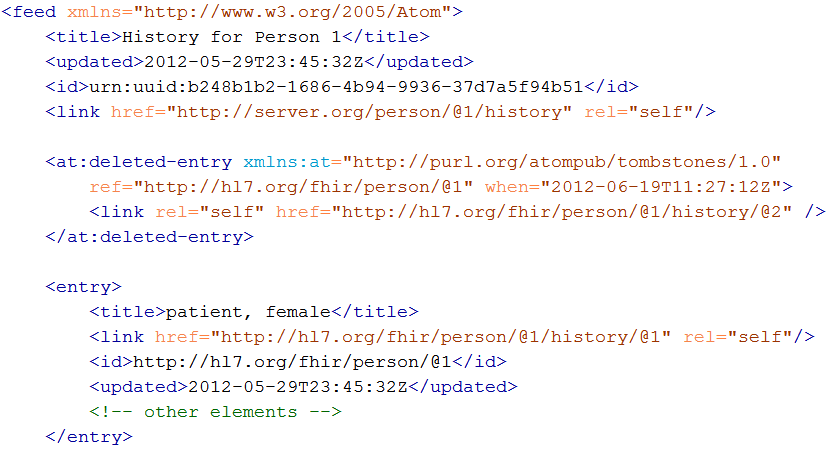 <feed xmlns="http://www.w3.org/2005/Atom">
<title>History for Person 1</title>
<updated>2012-05-29T23:45:32Z</updated>
<id>urn:uuid:b248b1b2-1686-4b94-9936-37d7a5f94b51</id>
<link href="http://server.org/person/@1/history" rel="self"/>
<at:deleted-entry xmlns:at="http://purl.org/atompub/tombstones/1.0"
ref="http://hl7.org/fhir/person/@1" when="2012-06-19T11:27:12Z">
<link rel="self" href="http://hl7.org/fhir/person/@1/history/@2" />
</at:deleted-entry>
<entry>
<title>patient, female</title>
<link href="http://hl7.org/fhir/person/@1/history/@1" rel="self"/>
<id>http://hl7.org/fhir/person/@1</id>
<updated>2012-05-29T23:45:32Z</updated>
<!-- other elements -->
</entry>